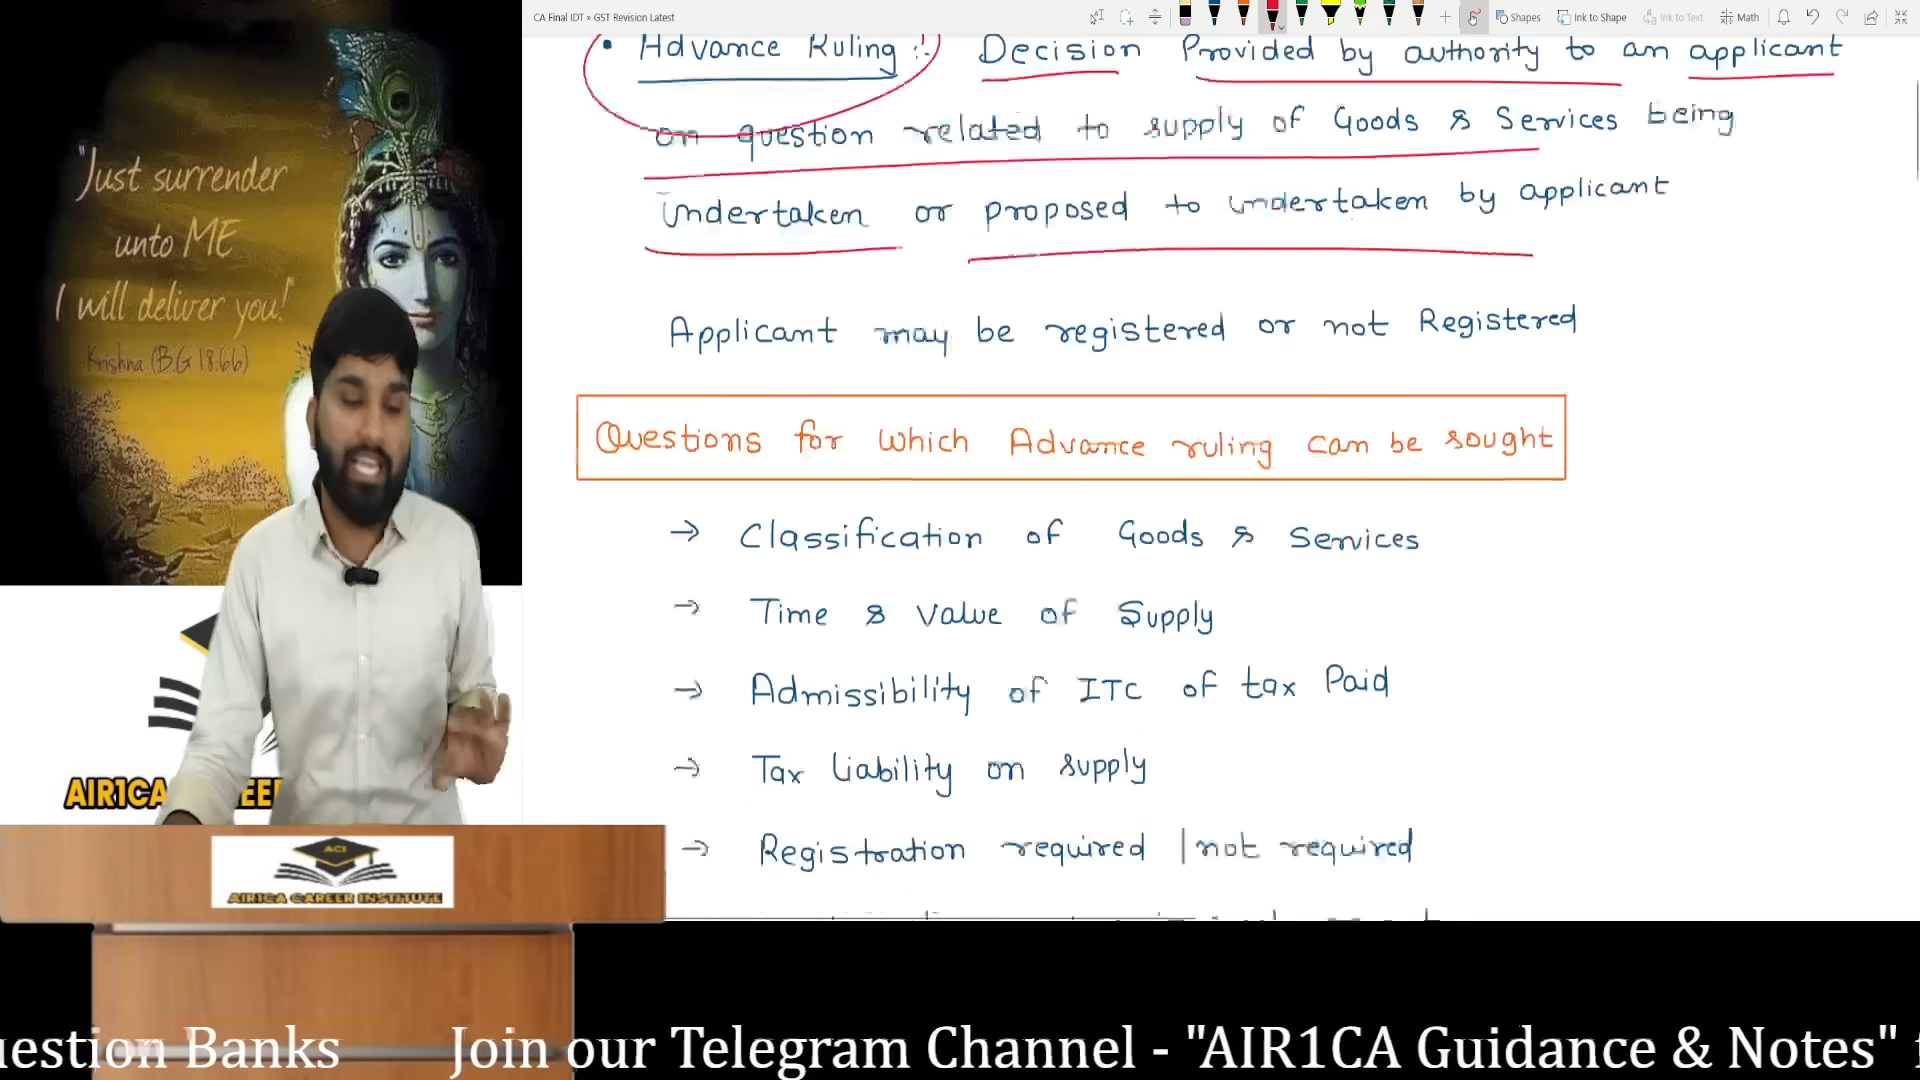 CA Final IDT » GST Revision Latest
Shapes
Ink to Shape
Ink to Text
Math
• Advance Ruling :- Decision Provided by authority to an applicant
on question related to supply of Goods & Services being
undertaken or proposed to undertaken by applicant
Applicant may be registered or not Registered
Questions for which Advance ruling can be sought
→ Classification of Goods & Services
→ Time & Value of Supply
→ Admissibility of ITC of tax Paid
→ Tax liability on supply
→ Registration required | not required
"Just surrender
unto ME
I will deliver you!"
Krishna (B.G 18:66)
AIR1CA
ACI
AIR1CA CAREER INSTITUTE
uestion Banks Join our Telegram Channel - "AIR1CA Guidance & Notes"